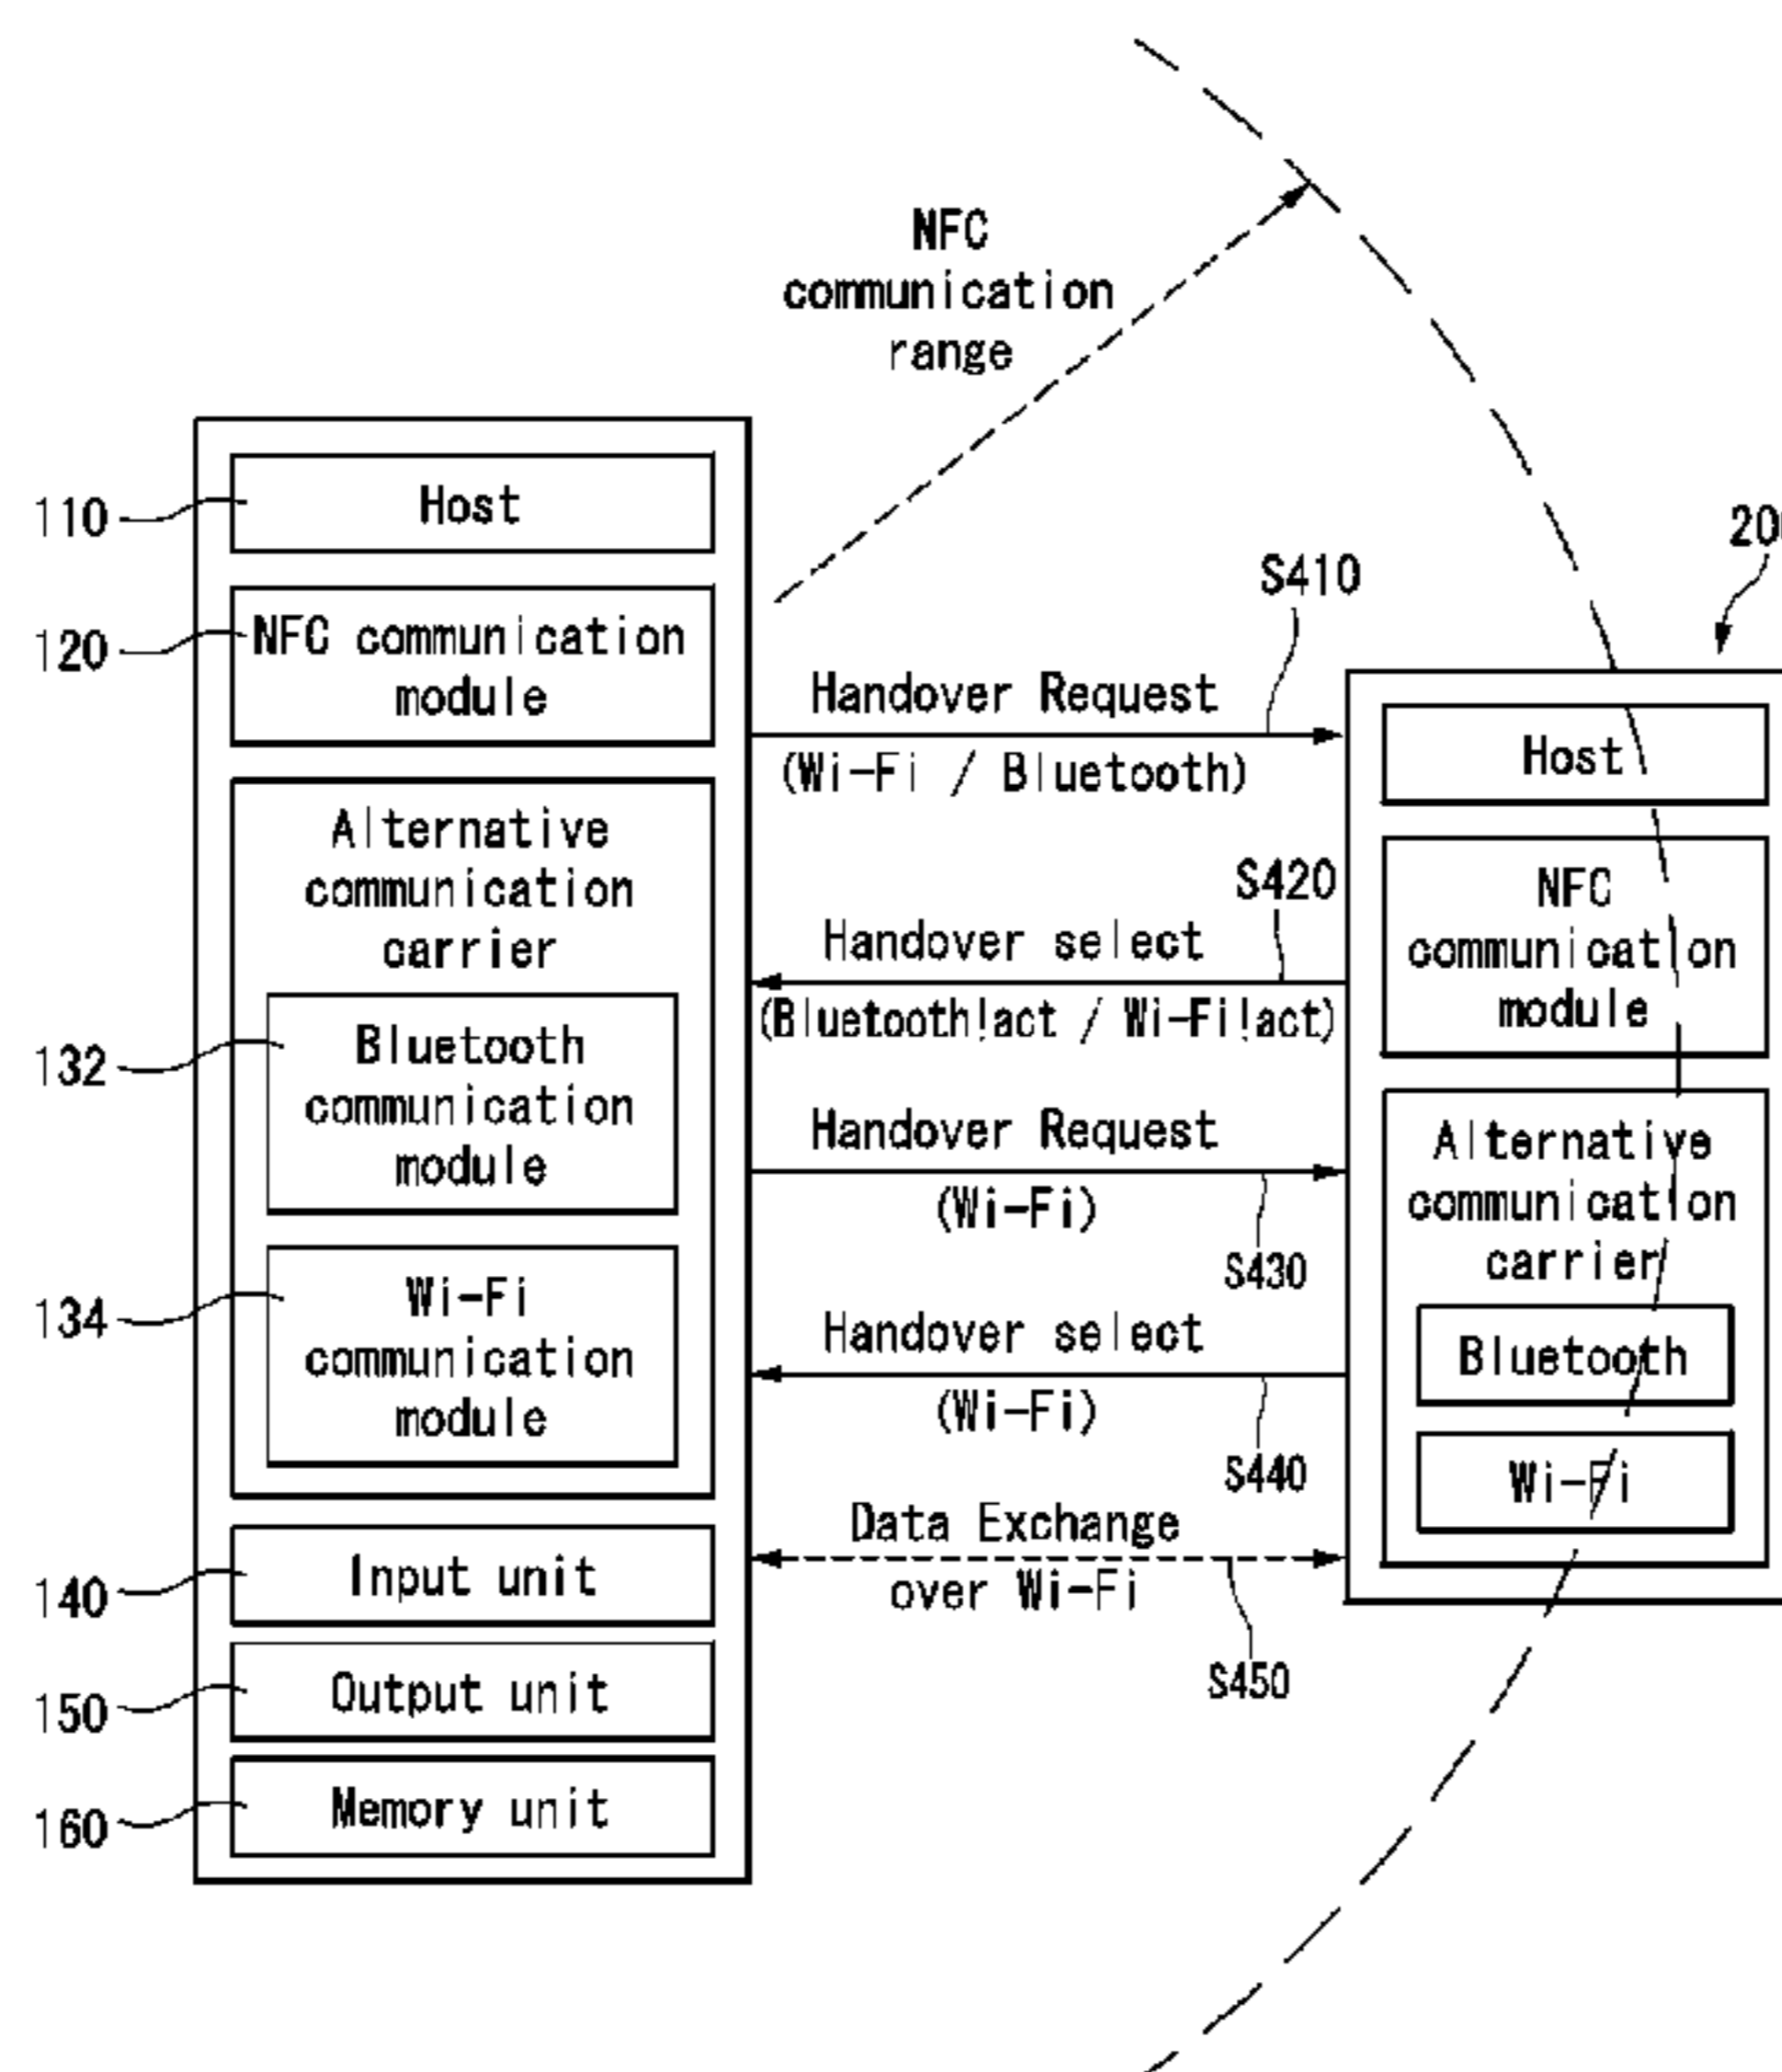 NFC
communication
range
110
Host
120
NFC communication
module
Alternative
communication
carrier
132
Bluetooth
communication
module
134
Wi-Fi
communication
module
140
Input unit
150
Output unit
160
Memory unit
S410
Handover Request
(Wi-Fi / Bluetooth)
S420
Handover select
(Bluetooth!act / Wi-Fi!act)
Handover Request
(Wi-Fi)
S430
Handover select
(Wi-Fi)
S440
Data Exchange
over Wi-Fi
S450
Host
NFC
communication
module
Alternative
communication
carrier
Bluetooth
Wi-Fi